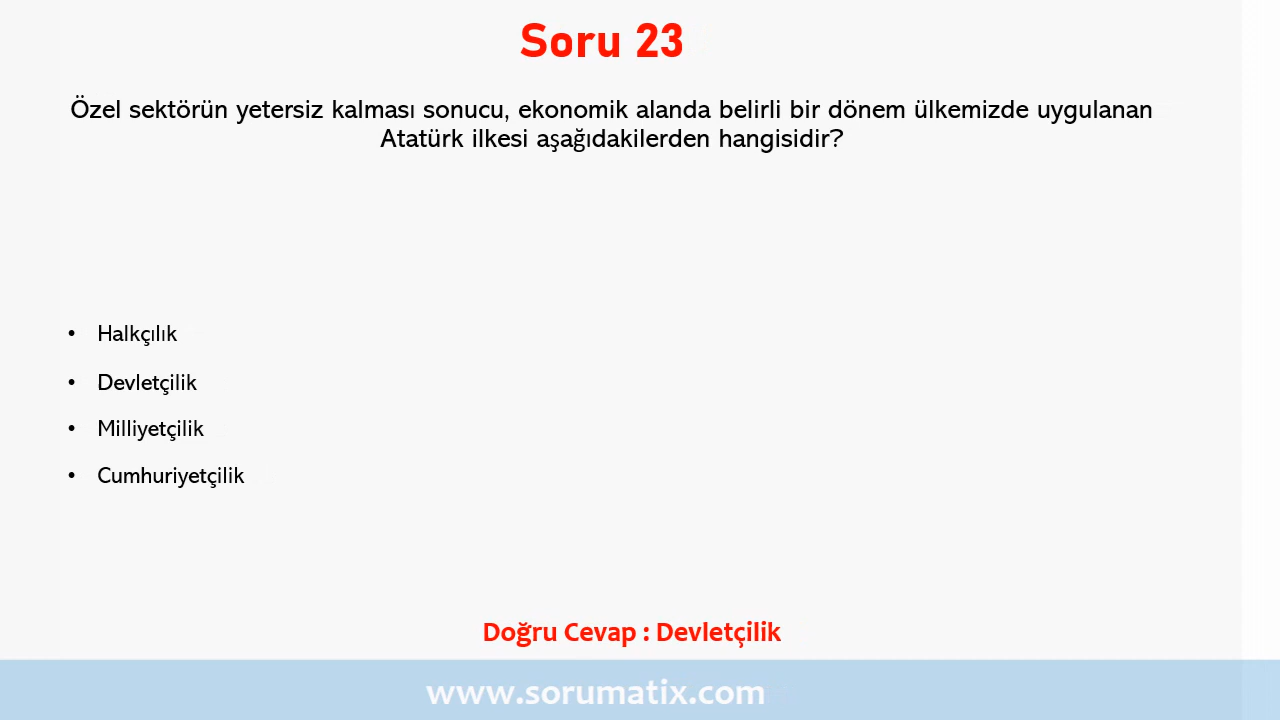 Soru 23
Özel sektörün yetersiz kalması sonucu, ekonomik alanda belirli bir dönem ülkemizde uygulanan
Atatürk ilkesi aşağıdakilerden hangisidir?
• Halkçılık
• Devletçilik
• Milliyetçilik
• Cumhuriyetçilik
Doğru Cevap : Devletçilik
www.sorumatix.com